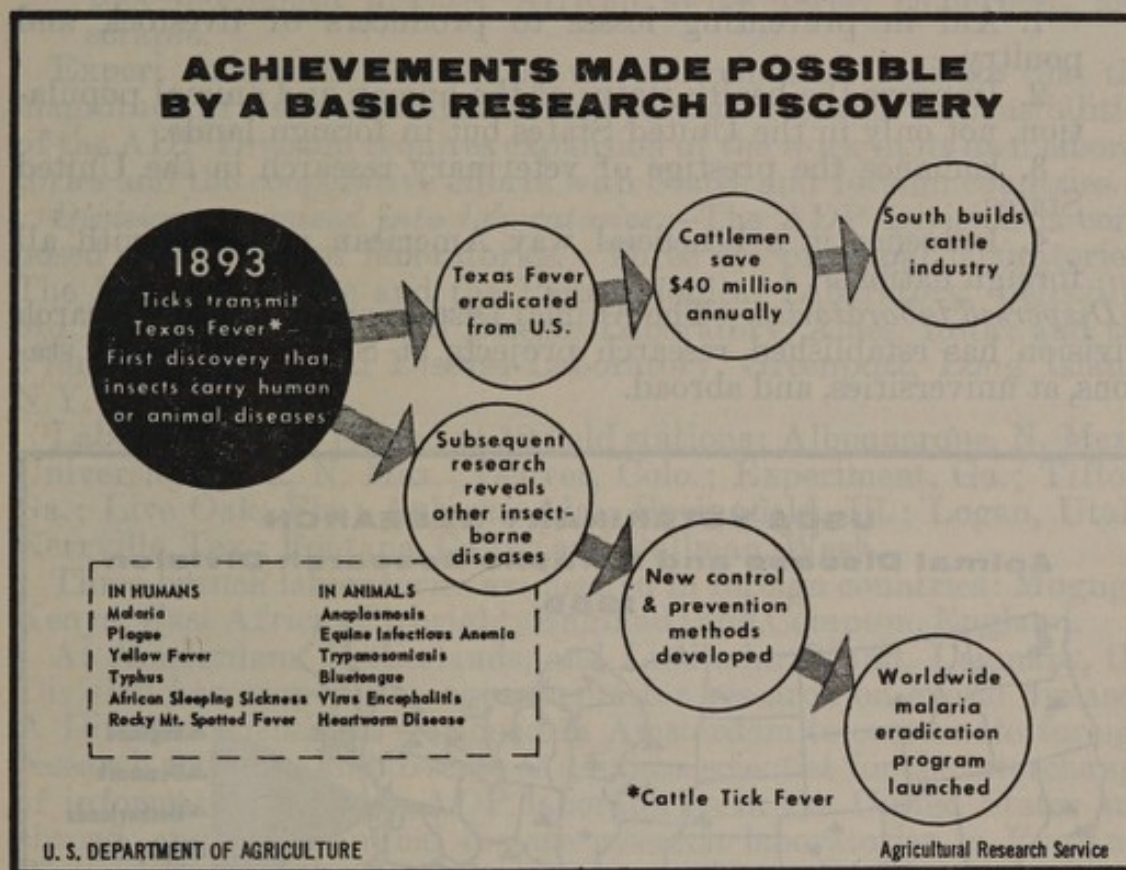 ACHIEVEMENTS MADE POSSIBLE
BY A BASIC RESEARCH DISCOVERY
1893
Ticks transmit
Texas Fever*—
First discovery that
insects carry human
or animal diseases
Texas Fever
eradicated
from U.S.
Cattlemen
save
$40 million
annually
South builds
cattle
industry
Subsequent
research
reveals
other insect-
borne
diseases
New control
& prevention
methods
developed
Worldwide
malaria
eradication
program
launched
IN HUMANS
Malaria
Plague
Yellow Fever
Typhus
African Sleeping Sickness
Rocky Mt. Spotted Fever
IN ANIMALS
Anaplasmosis
Equine Infectious Anemia
Trypanosomiasis
Bluetongue
Virus Encephalitis
Heartworm Disease
*Cattle Tick Fever
U. S. DEPARTMENT OF AGRICULTURE
Agricultural Research Service